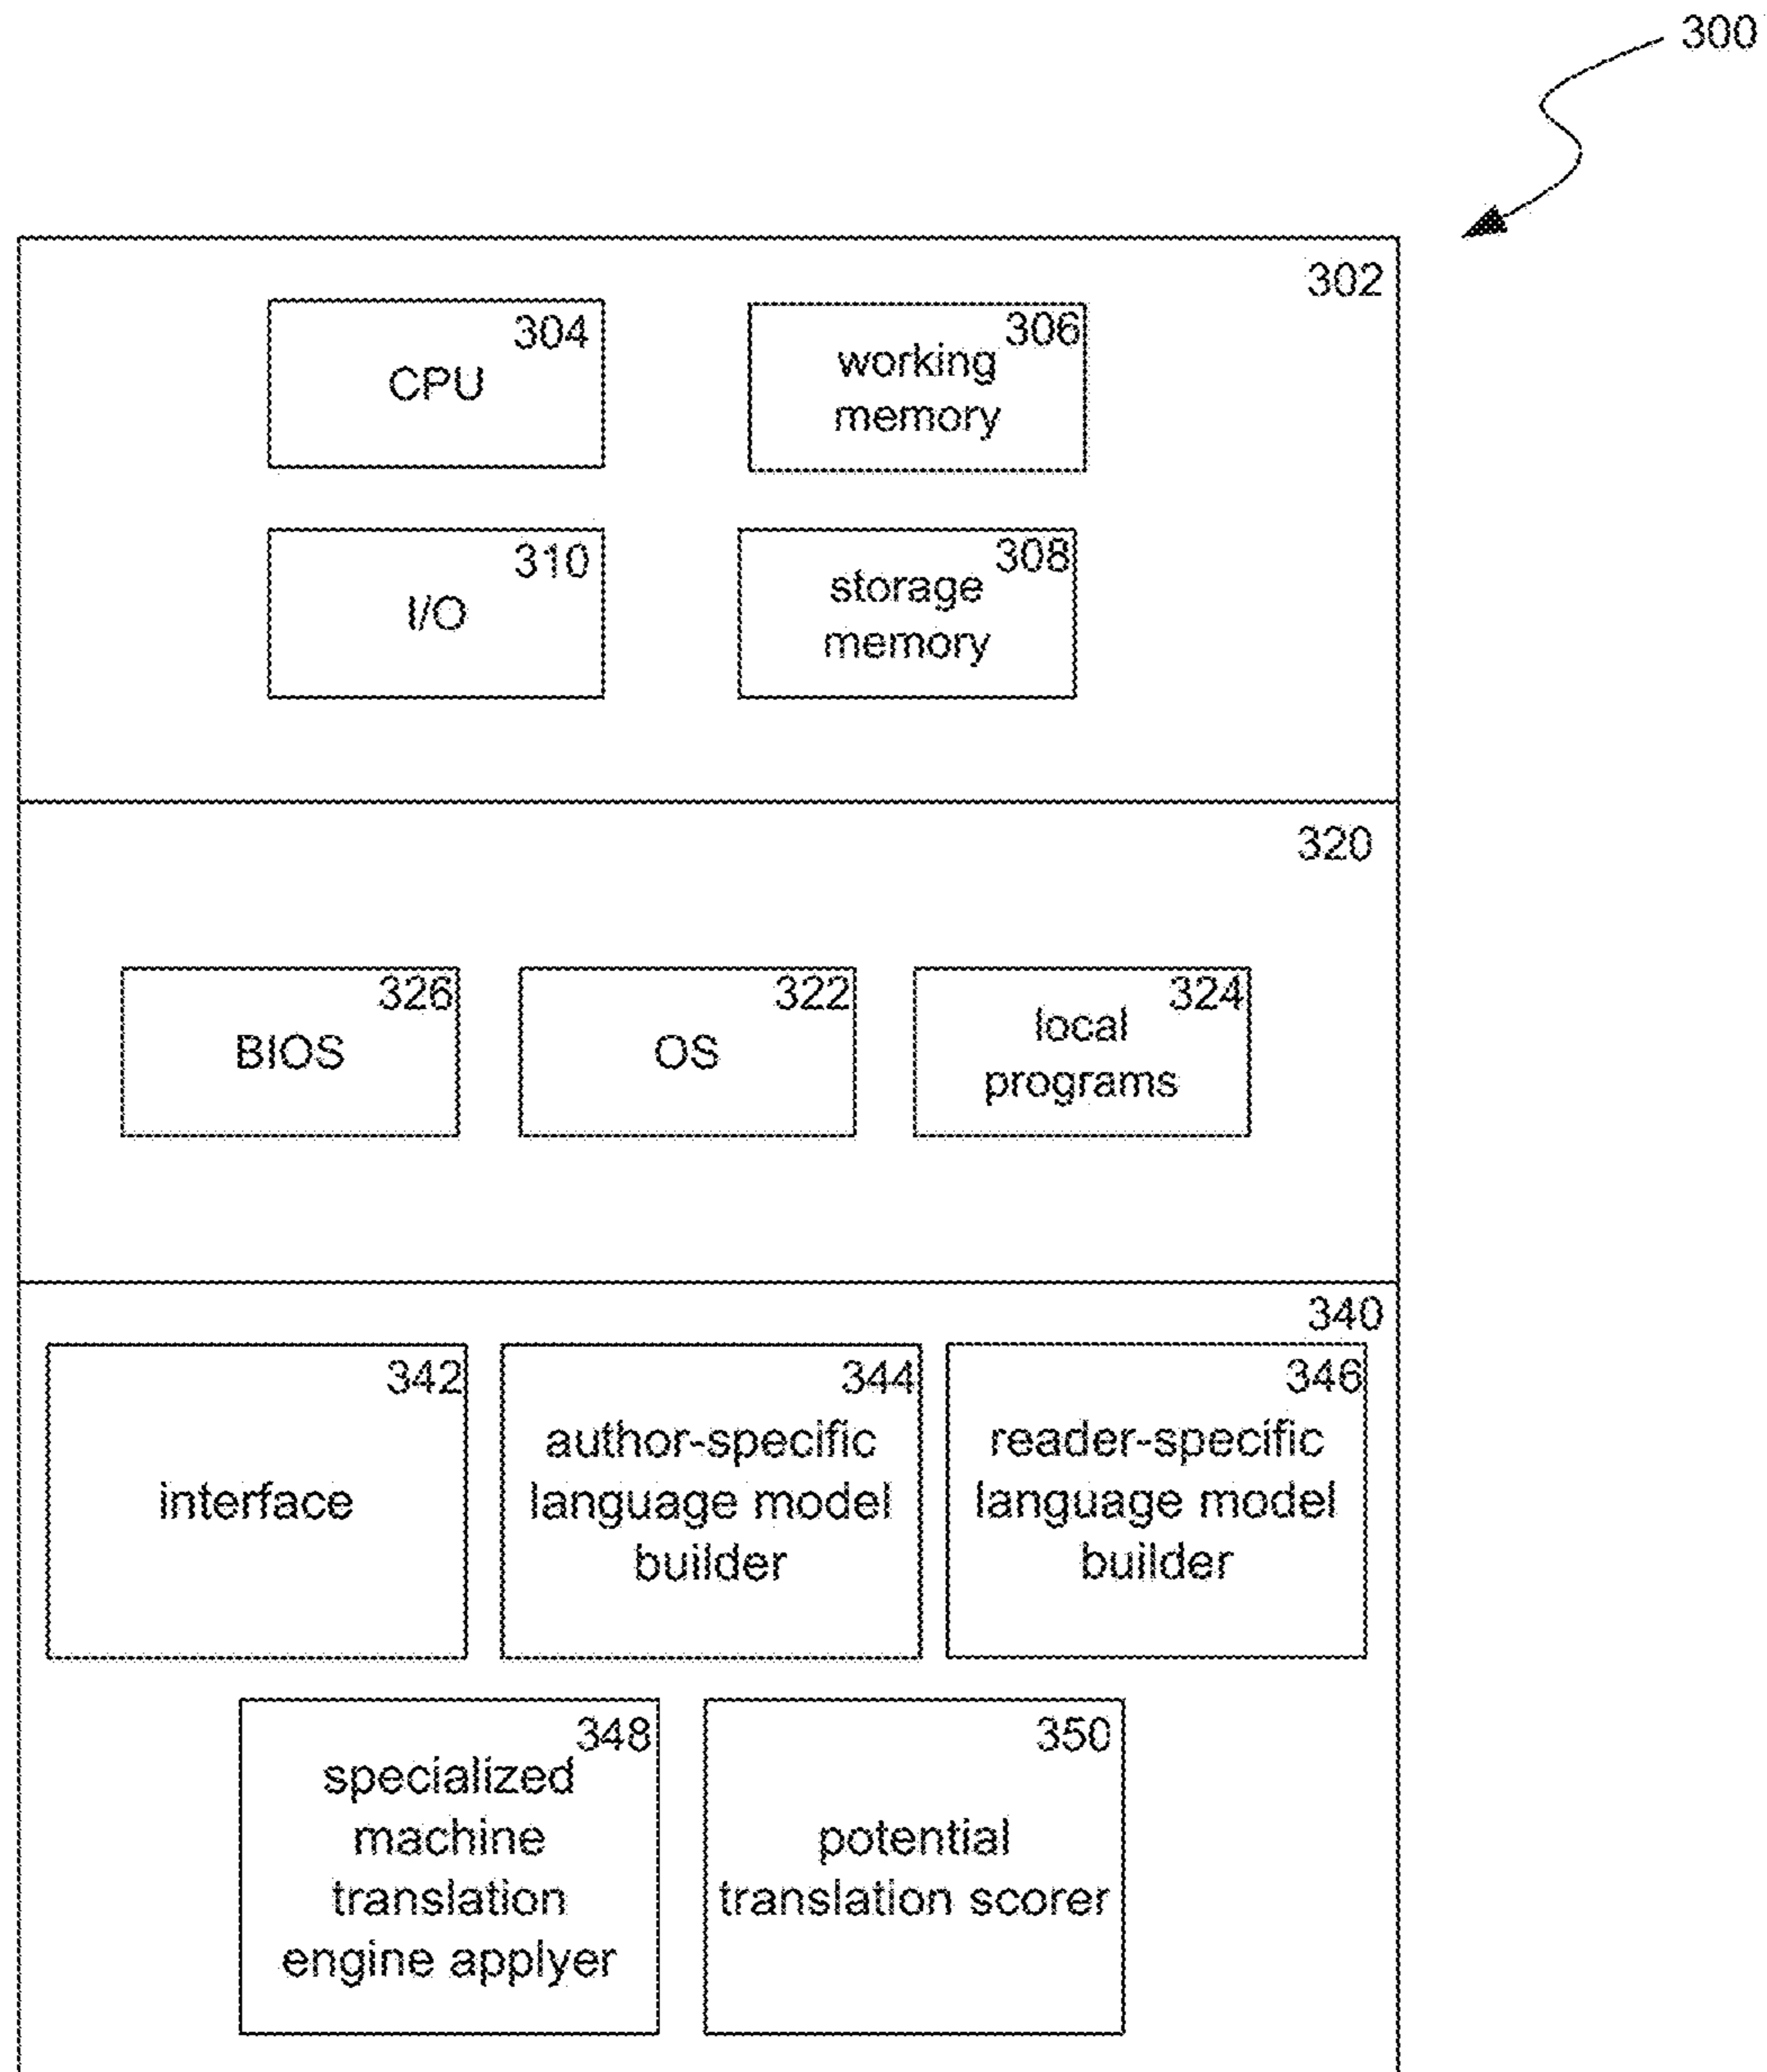 300
302
304
CPU
306
working
memory
310
I/O
308
storage
memory
320
326
BIOS
322
OS
324
local
programs
340
342
interface
344
author-specific
language model
builder
346
reader-specific
language model
builder
348
specialized
machine
translation
engine applyer
350
potential
translation scorer